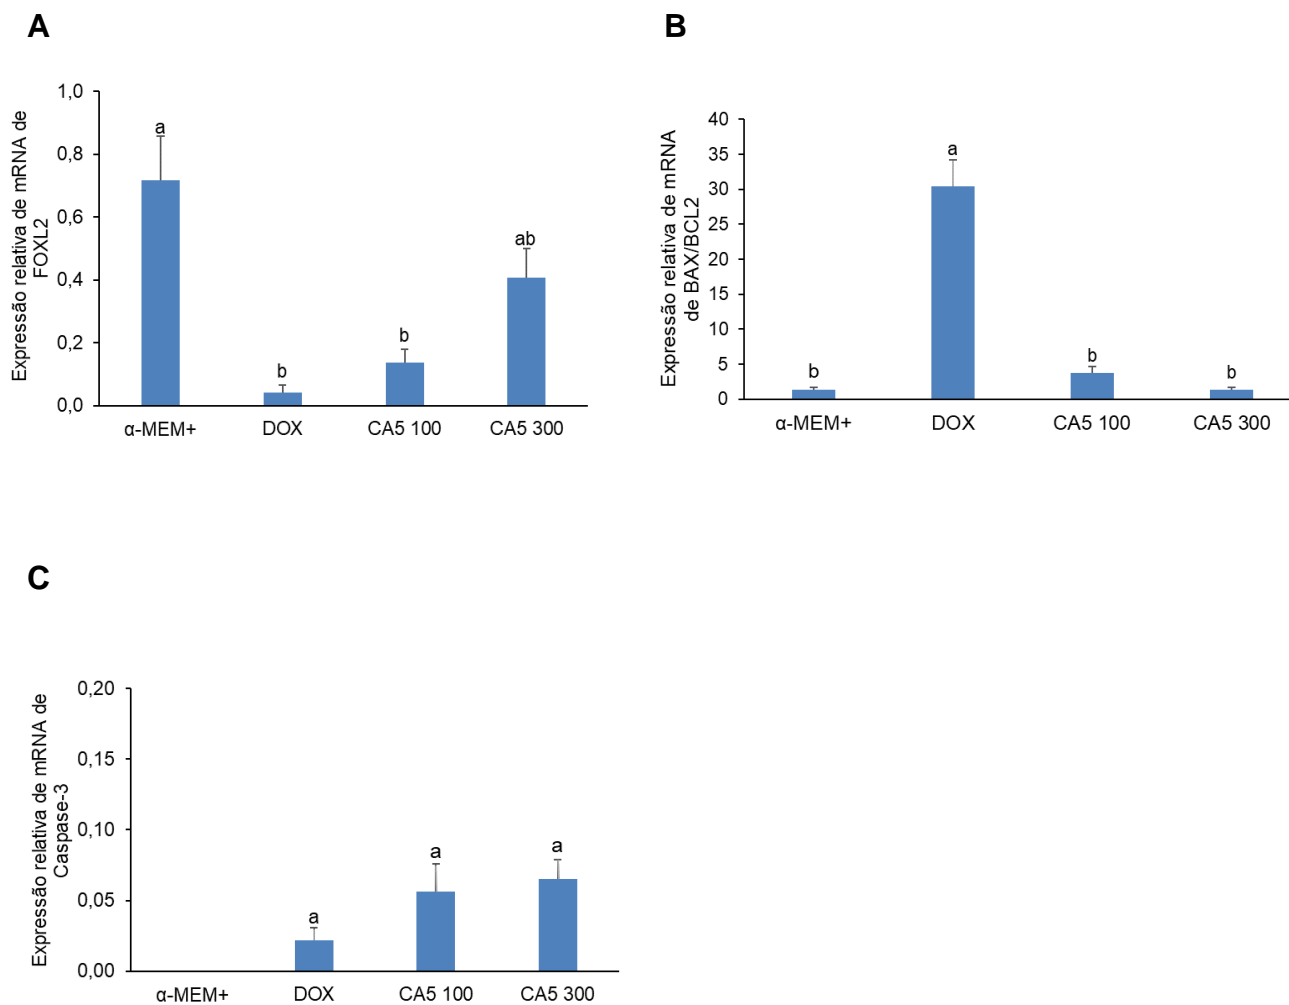 A
Expressão relativa de mRNA de
FOXL2
1,0
0,8
0,6
0,4
0,2
0,0
a
b
b
ab
α-MEM+ DOX CA5 100 CA5 300
B
Expressão relativa de mRNA
de BAX/BCL2
40
35
30
25
20
15
10
5
0
b
a
b
b
α-MEM+ DOX CA5 100 CA5 300
C
Expressão relativa de mRNA de
Caspase-3
0,20
0,15
0,10
0,05
0,00
a
a
a
α-MEM+ DOX CA5 100 CA5 300